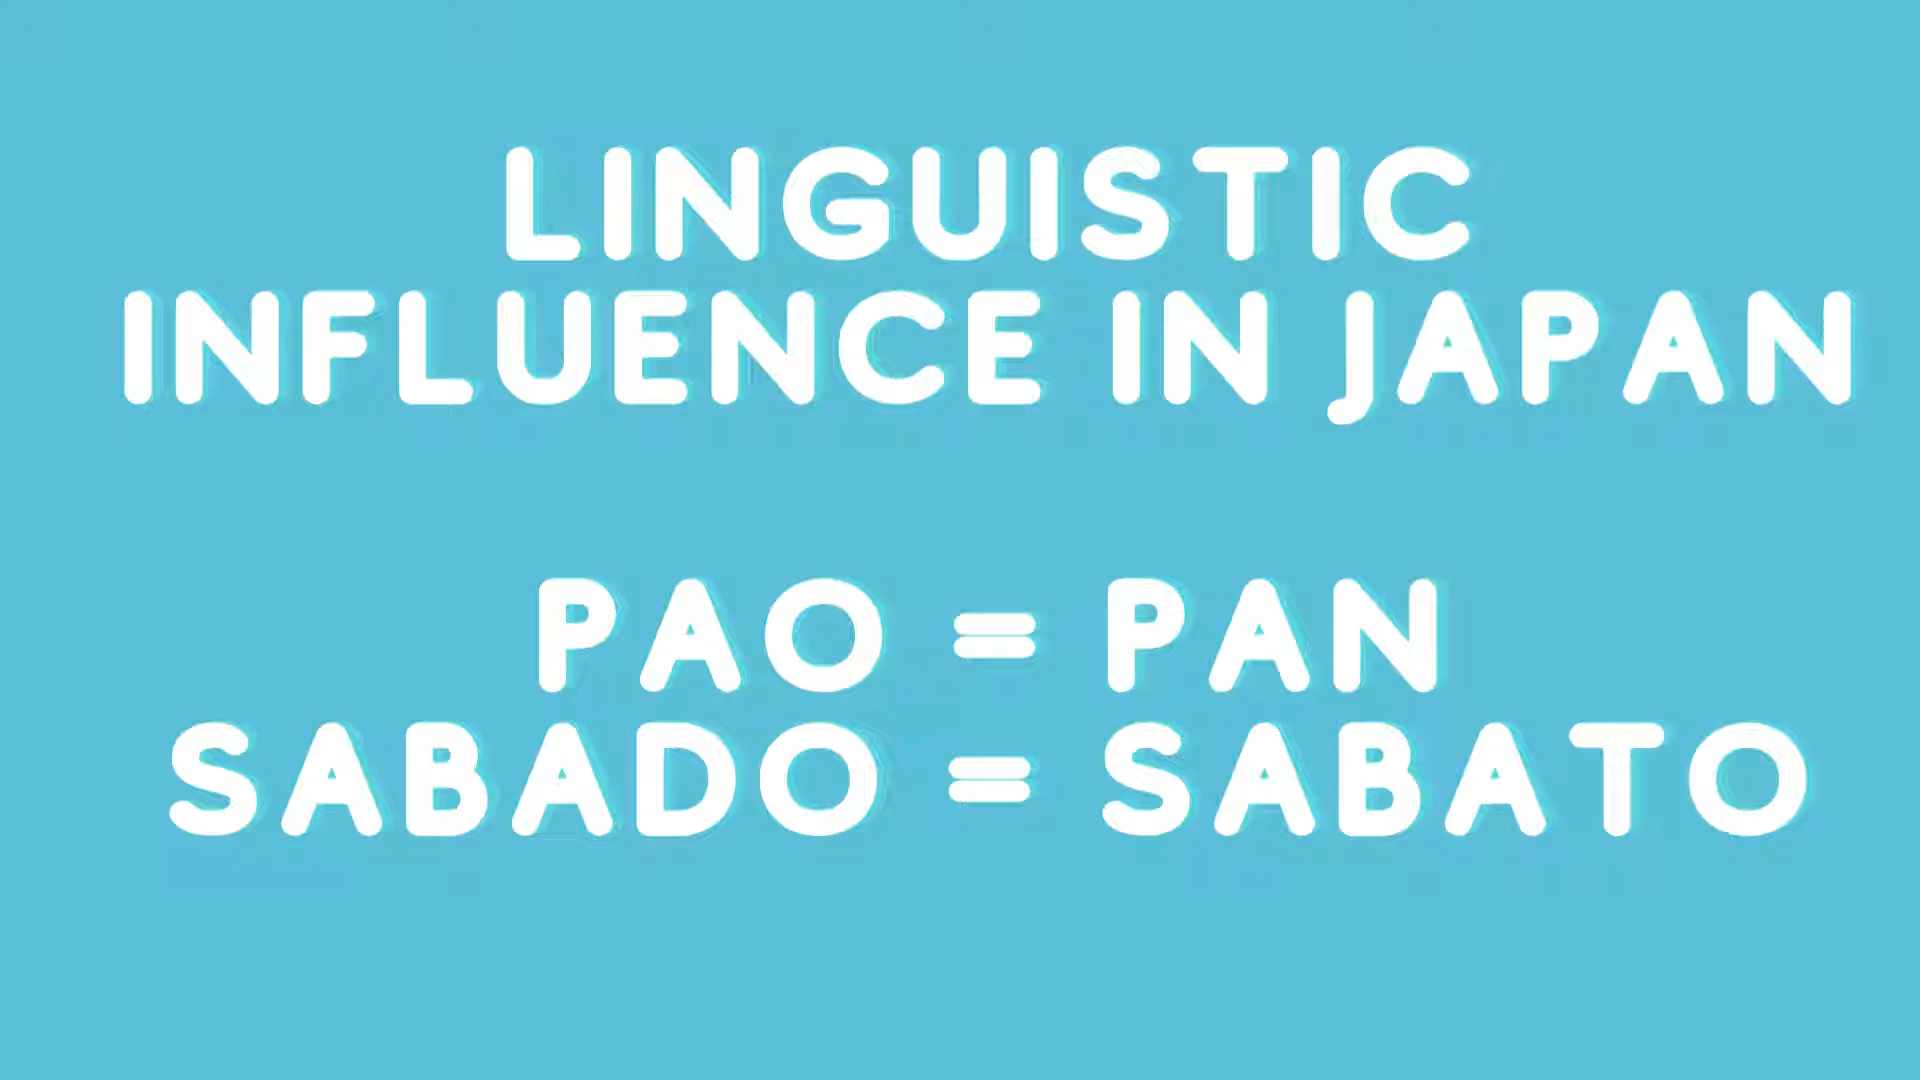 LINGUISTIC
INFLUENCE IN JAPAN
PAO = PAN
SABADO = SABATO